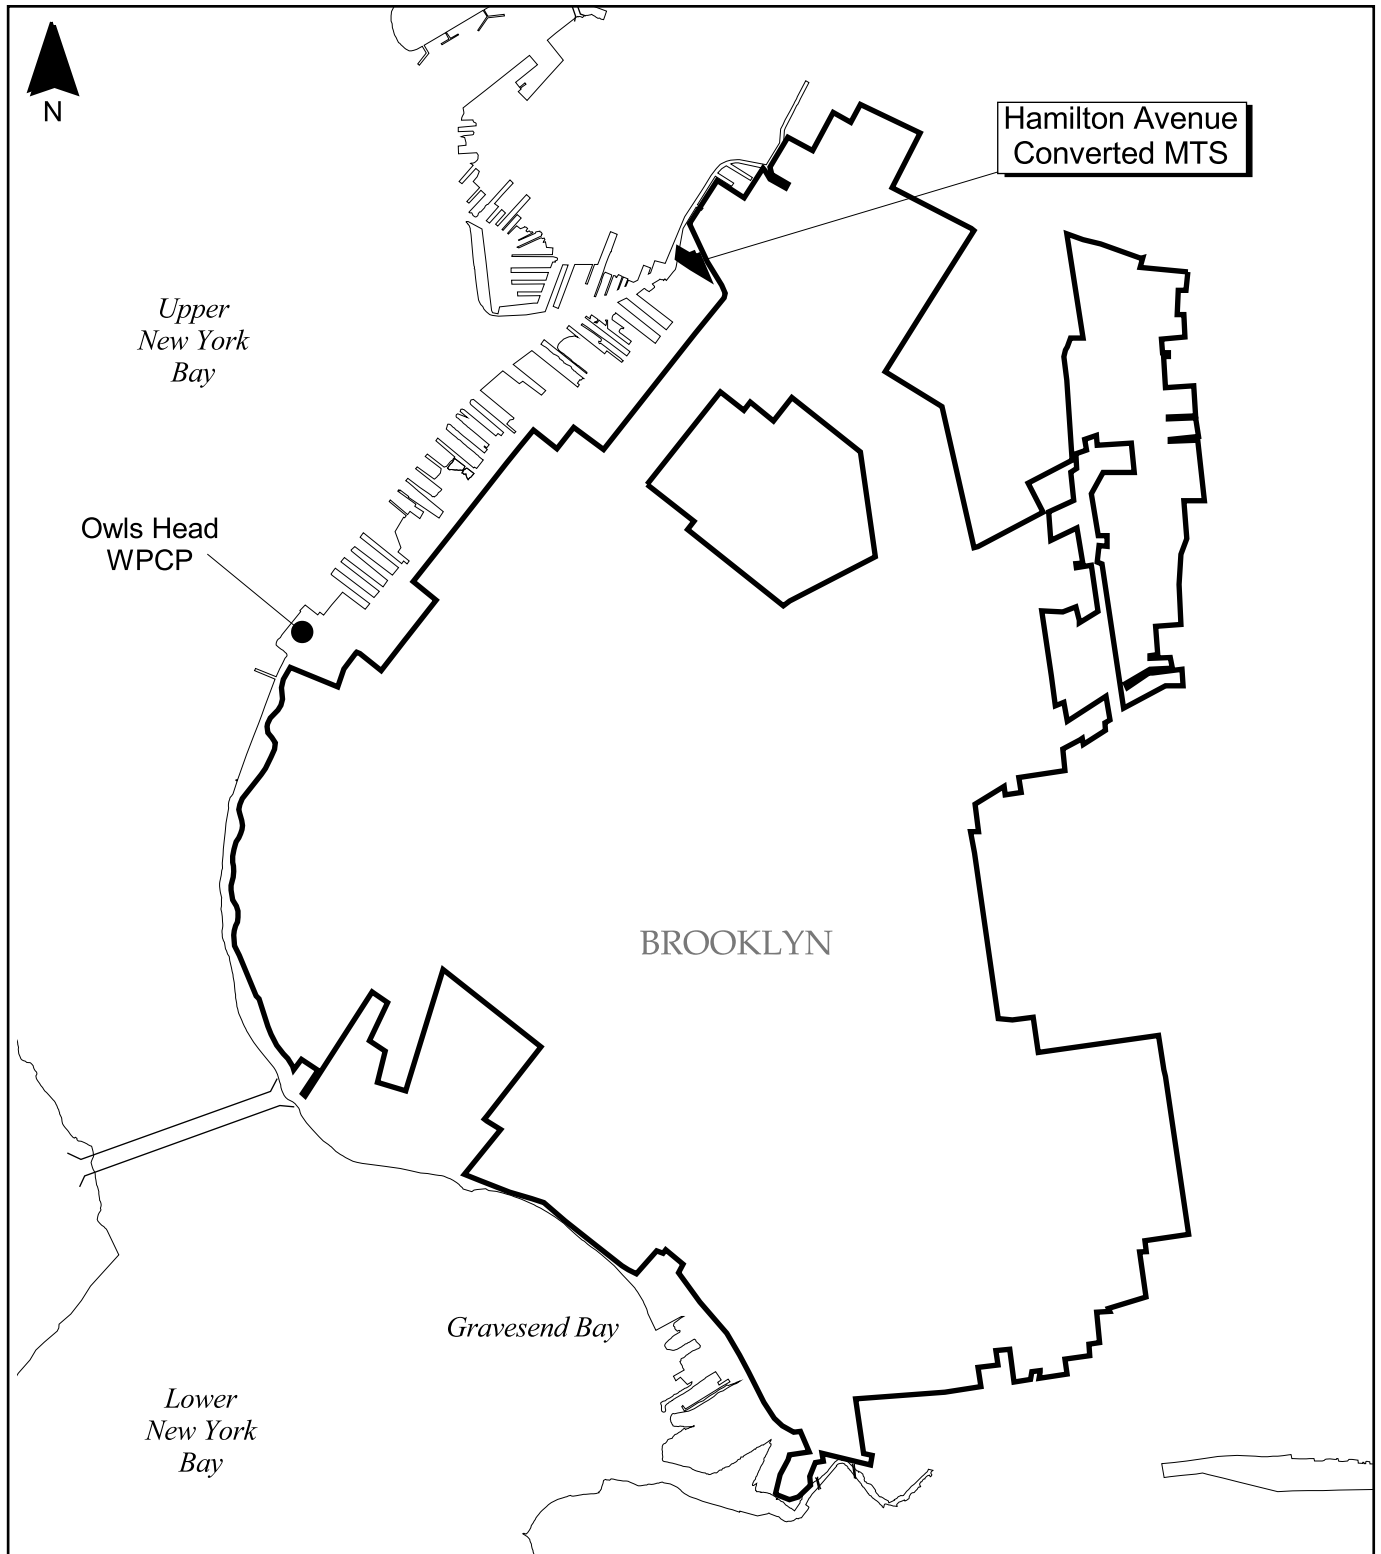 N
Hamilton Avenue
Converted MTS
Upper
New York
Bay
Owls Head
WPCP
BROOKLYN
Gravesend Bay
Lower
New York
Bay